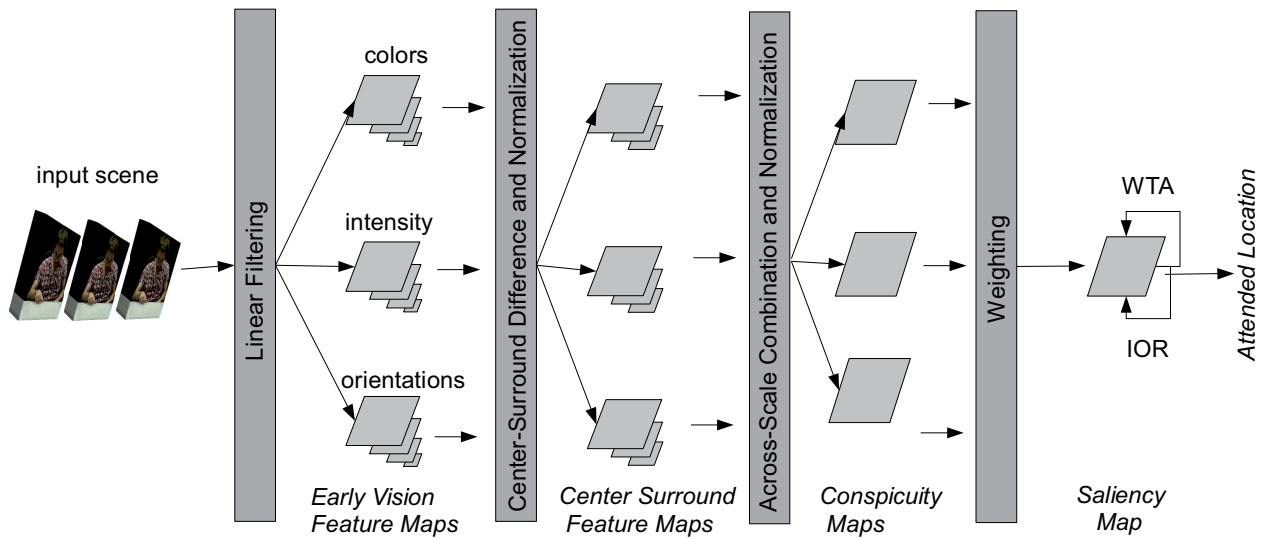 input scene
Linear Filtering
colors
intensity
orientations
Early Vision
Feature Maps
Center-Surround Difference and Normalization
Center Surround
Feature Maps
Across-Scale Combination and Normalization
Conspicuity
Maps
Weighting
WTA
IOR
Saliency
Map
Attended Location